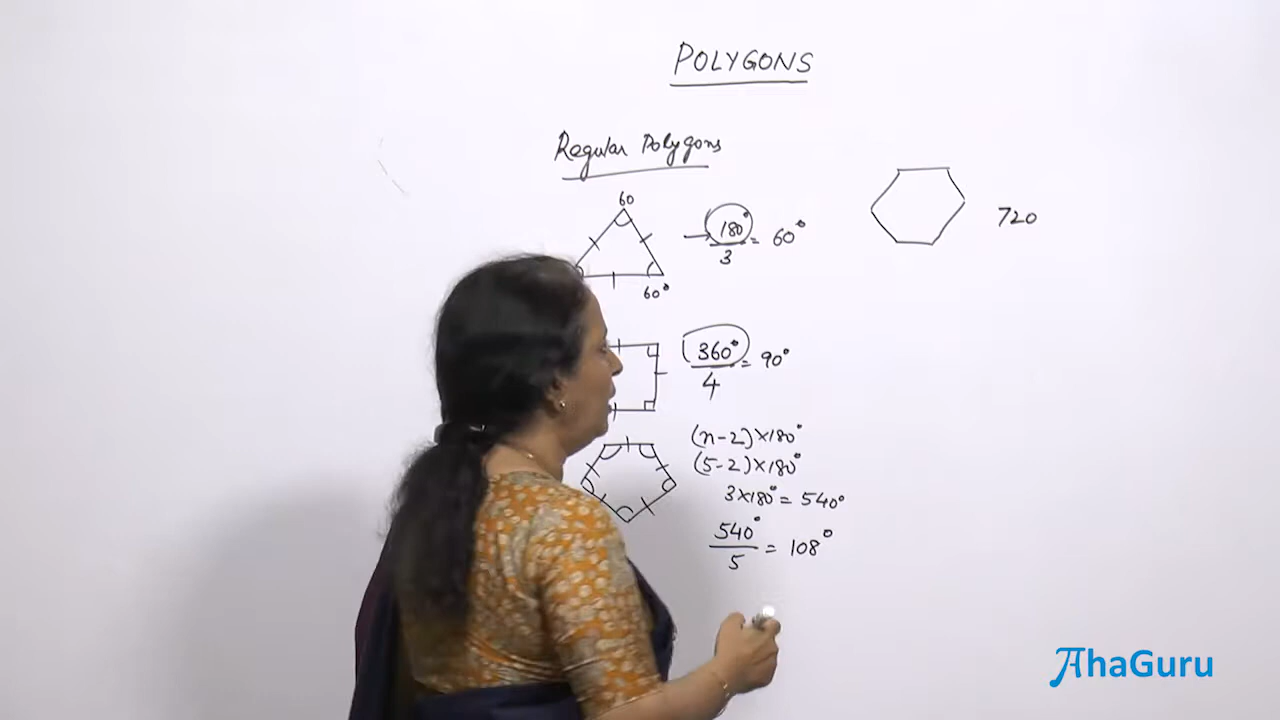 POLYGONS
Regular Polygons
60
180° = 60°
3
60°
720
360° = 90°
4
(n-2)×180°
(5-2)×180°
3×180° = 540°
540° = 108°
5
AhaGuru